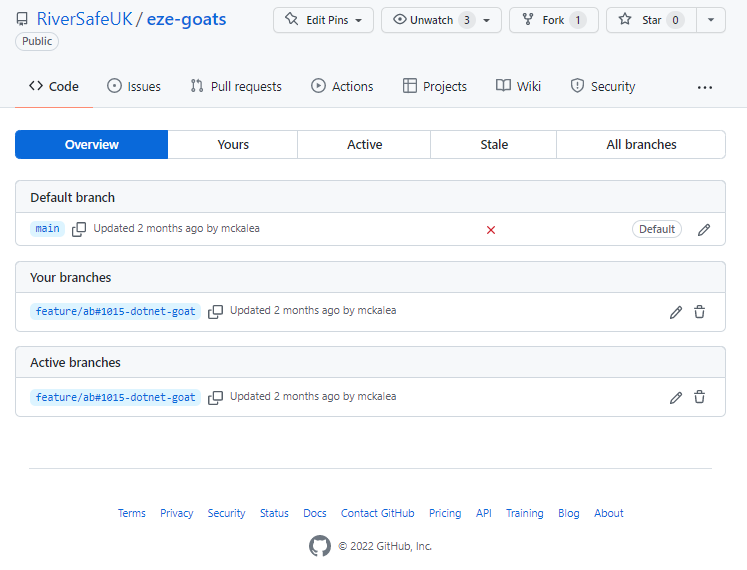 RiverSafeUK / eze-goats
Edit Pins
Unwatch 3
Fork 1
Star 0
Public
Code
Issues
Pull requests
Actions
Projects
Wiki
Security
Overview
Yours
Active
Stale
All branches
Default branch
main Updated 2 months ago by mckalea Default
Your branches
feature/ab#1015-dotnet-goat Updated 2 months ago by mckalea
Active branches
feature/ab#1015-dotnet-goat Updated 2 months ago by mckalea
Terms Privacy Security Status Docs Contact GitHub Pricing API Training Blog About
© 2022 GitHub, Inc.